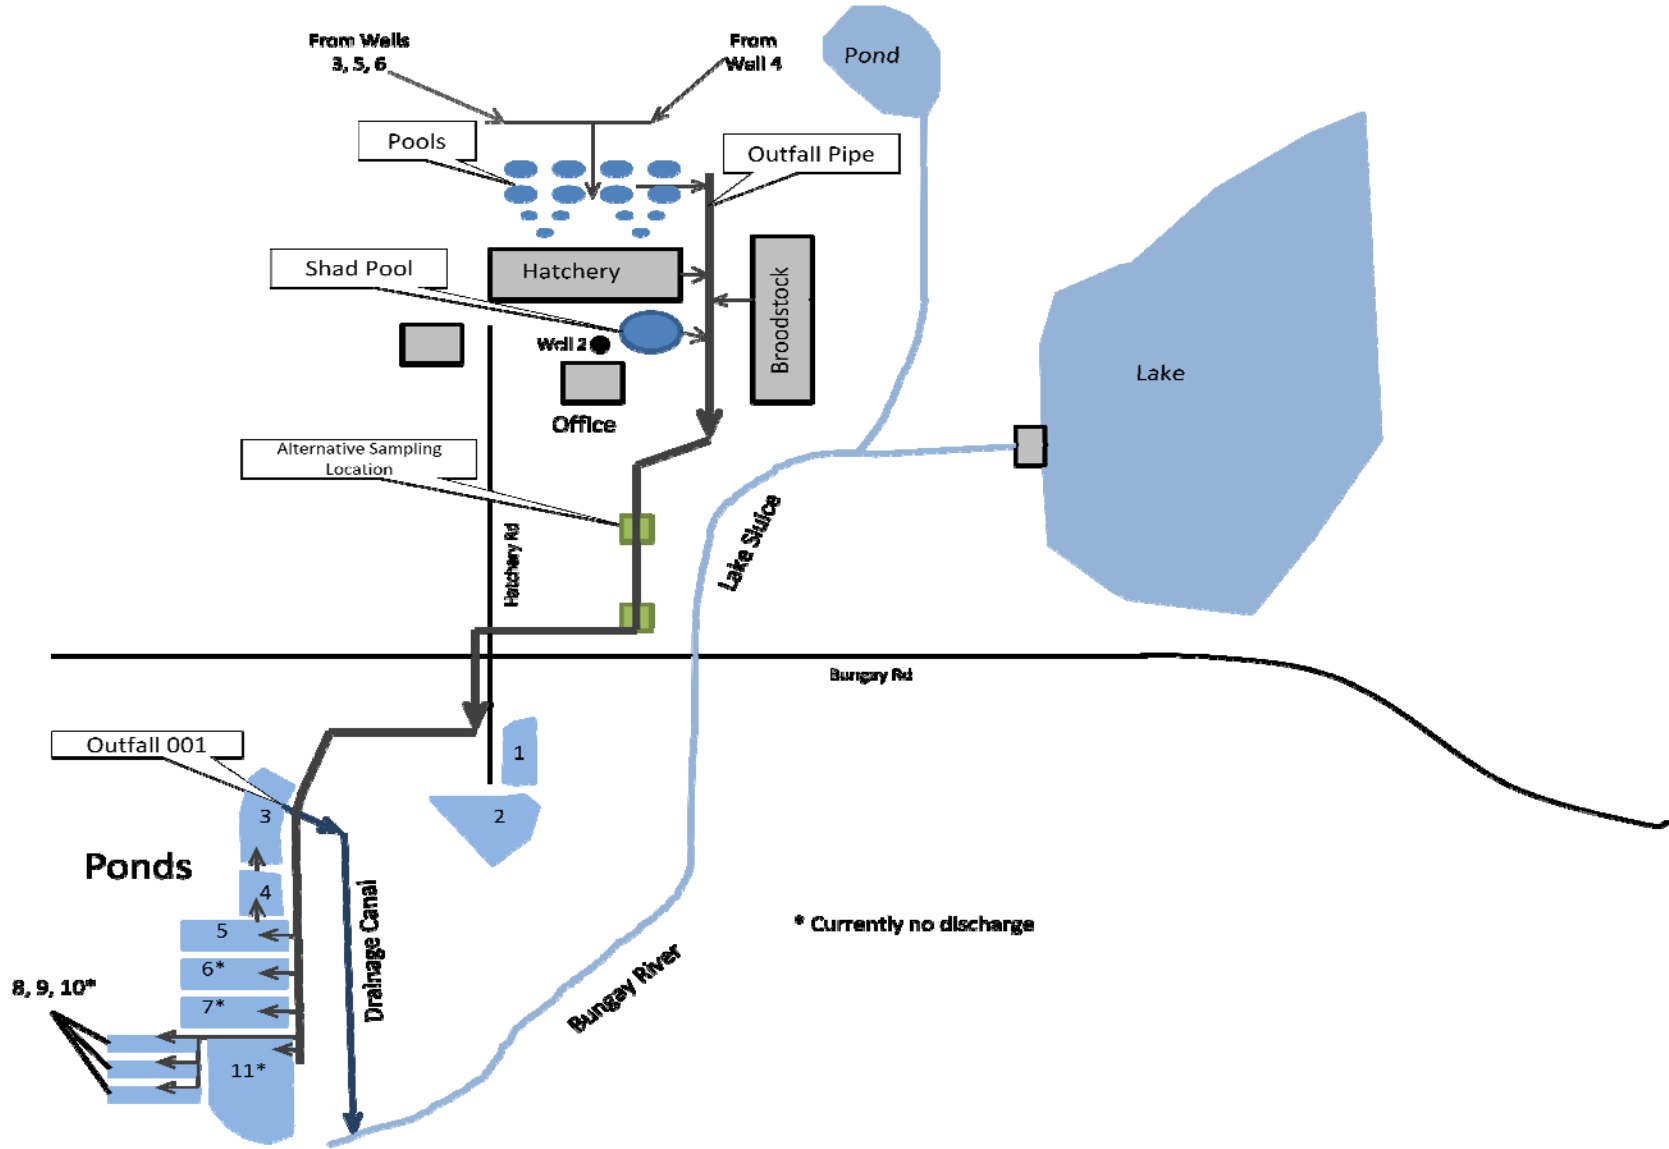 From Wells
3, 5, 6
From
Well 4
Pond
Pools
Outfall Pipe
Shad Pool
Hatchery
Broodstock
Well 2
Lake
Office
Alternative Sampling
Location
Hatchery Rd
Lake Sluice
Bungay Rd
Outfall 001
1
2
3
Ponds
4
5
6*
7*
8, 9, 10*
11*
Drainage Canal
Bungay River
* Currently no discharge